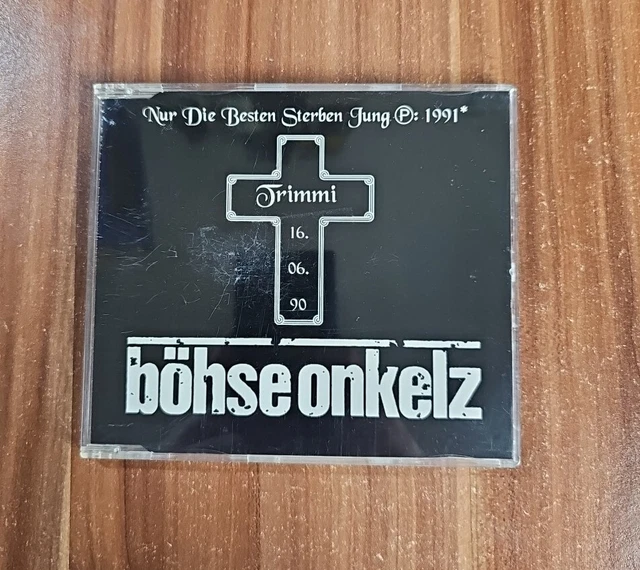 Nur Die Besten Sterben Jung Ⓟ: 1991*
Trimmi
16.
06.
90
böhse onkelz